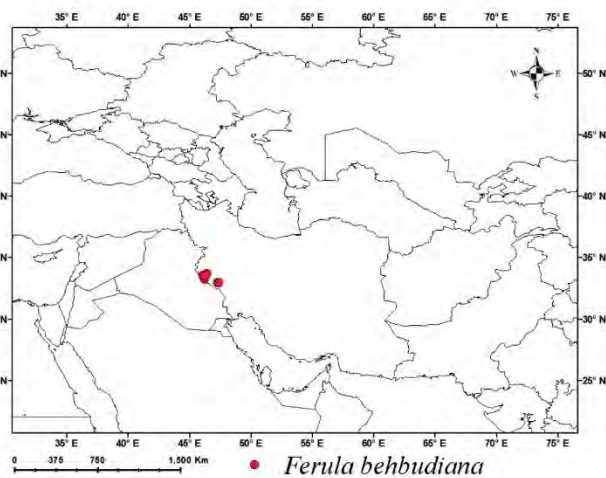 35° E 40° E 45° E 50° E 55° E 60° E 65° E 70° E 75° E
N
W E
S
50° N
45° N
40° N
35° N
30° N
25° N
35° E 40° E 45° E 50° E 55° E 60° E 65° E 70° E 75° E
0 375 750 1,500 Km
Ferula behbudiana